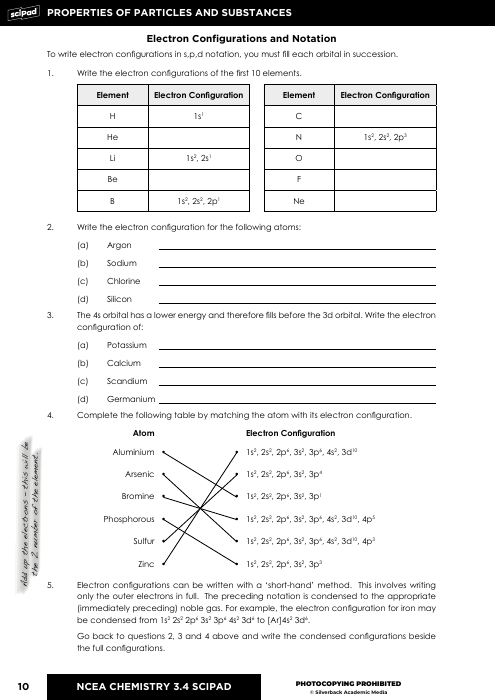 scipad PROPERTIES OF PARTICLES AND SUBSTANCES
Electron Configurations and Notation
To write electron configurations in s,p,d notation, you must fill each orbital in succession.
1. Write the electron configurations of the first 10 elements.
Element Electron Configuration Element Electron Configuration
H 1s¹ C
He N 1s², 2s², 2p³
Li 1s², 2s¹ O
Be F
B 1s², 2s², 2p¹ Ne
2. Write the electron configuration for the following atoms:
(a) Argon
(b) Sodium
(c) Chlorine
(d) Silicon
3. The 4s orbital has a lower energy and therefore fills before the 3d orbital. Write the electron
configuration of:
(a) Potassium
(b) Calcium
(c) Scandium
(d) Germanium
4. Complete the following table by matching the atom with its electron configuration.
Atom Electron Configuration
Aluminium 1s², 2s², 2p⁶, 3s², 3p⁶, 4s², 3d¹⁰
Arsenic 1s², 2s², 2p⁶, 3s², 3p⁴
Bromine 1s², 2s², 2p⁶, 3s², 3p¹
Phosphorous 1s², 2s², 2p⁶, 3s², 3p⁶, 4s², 3d¹⁰, 4p⁵
Sulfur 1s², 2s², 2p⁶, 3s², 3p⁶, 4s², 3d¹⁰, 4p³
Zinc 1s², 2s², 2p⁶, 3s², 3p³
Add up the electrons – this will be
the Z number of the element.
5. Electron configurations can be written with a 'short-hand' method. This involves writing
only the outer electrons in full. The preceding notation is condensed to the appropriate
(immediately preceding) noble gas. For example, the electron configuration for iron may
be condensed from 1s² 2s² 2p⁶ 3s² 3p⁶ 4s² 3d⁶ to [Ar]4s² 3d⁶.
Go back to questions 2, 3 and 4 above and write the condensed configurations beside
the full configurations.
10 NCEA CHEMISTRY 3.4 SCIPAD PHOTOCOPYING PROHIBITED
© Silverback Academic Media